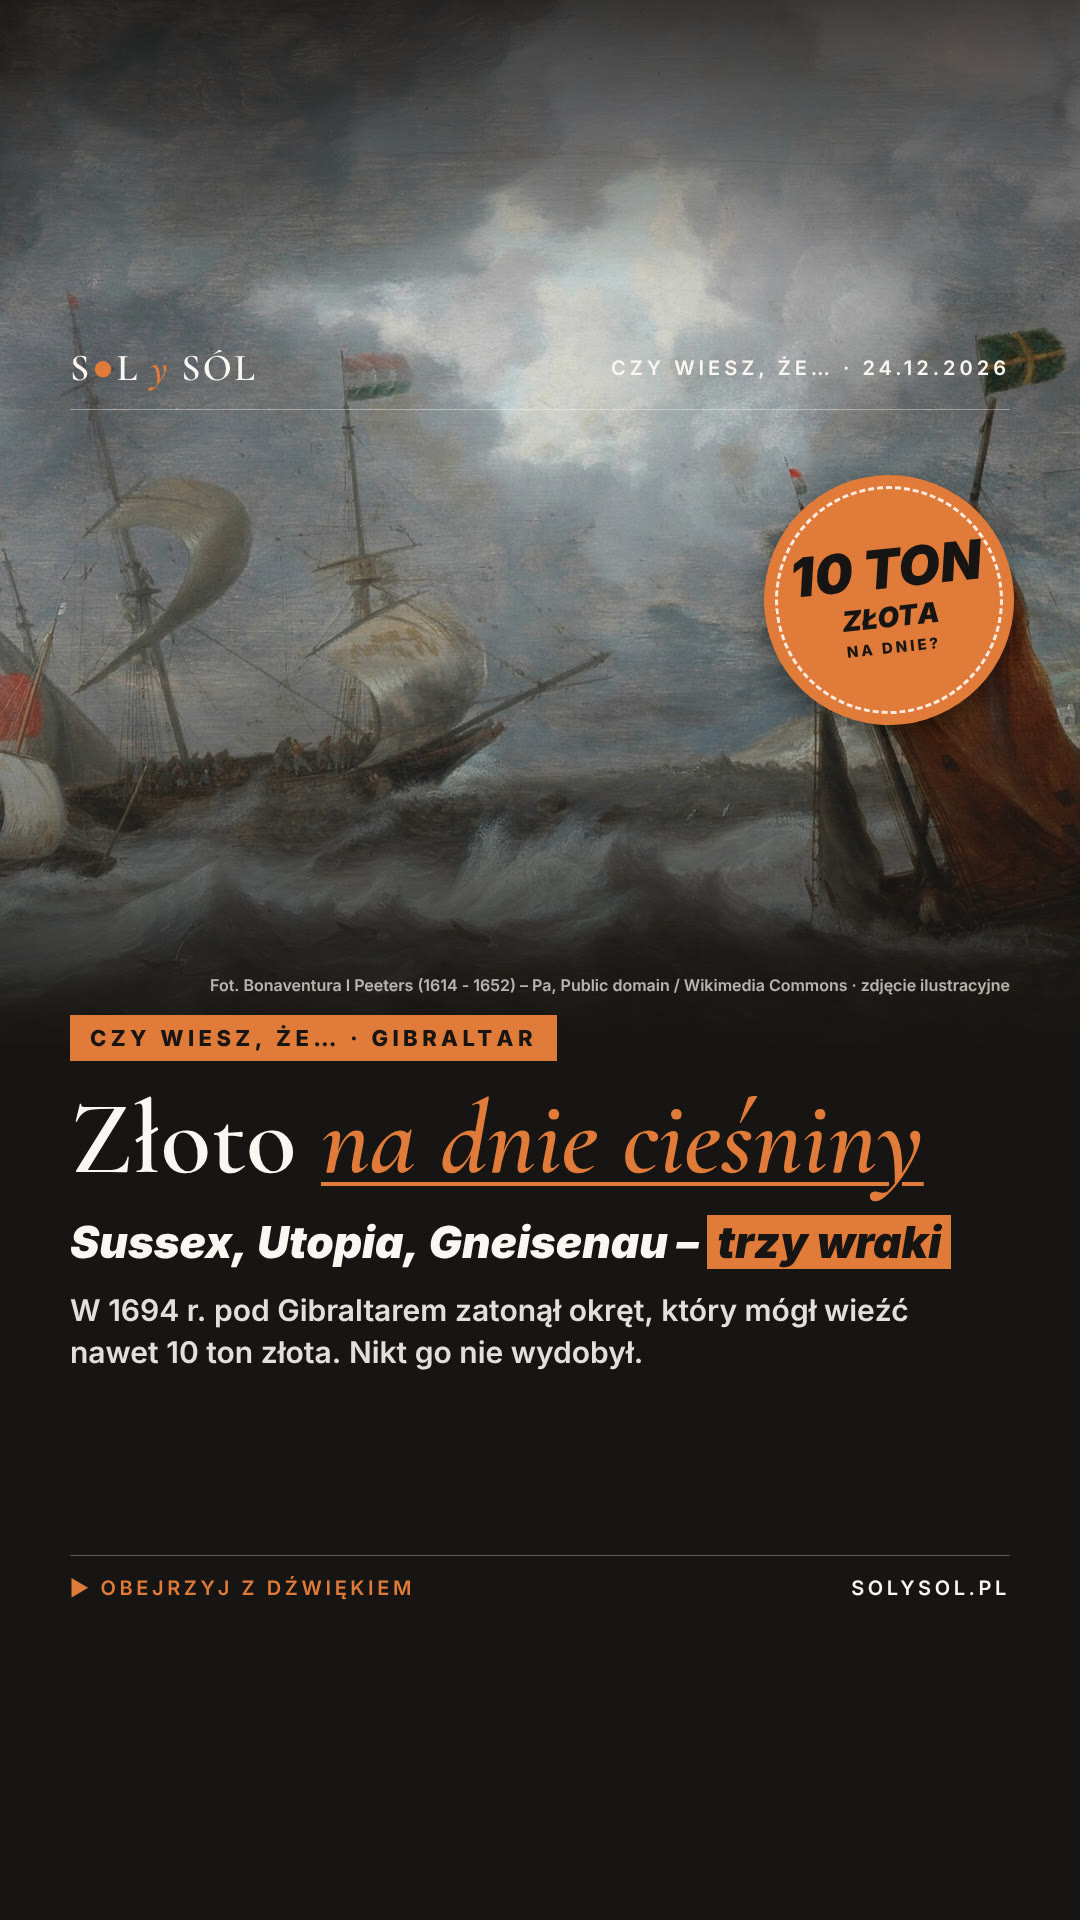 SOL y SÓL
CZY WIESZ, ŻE... · 24.12.2026
10 TON
ZŁOTA
NA DNIE?
Fot. Bonaventura I Peeters (1614 - 1652) – Pa, Public domain / Wikimedia Commons · zdjęcie ilustracyjne
CZY WIESZ, ŻE... · GIBRALTAR
Złoto na dnie cieśniny
Sussex, Utopia, Gneisenau – trzy wraki
W 1694 r. pod Gibraltarem zatonął okręt, który mógł wieźć
nawet 10 ton złota. Nikt go nie wydobył.
▶ OBEJRZYJ Z DŹWIĘKIEM
SOLYSOL.PL